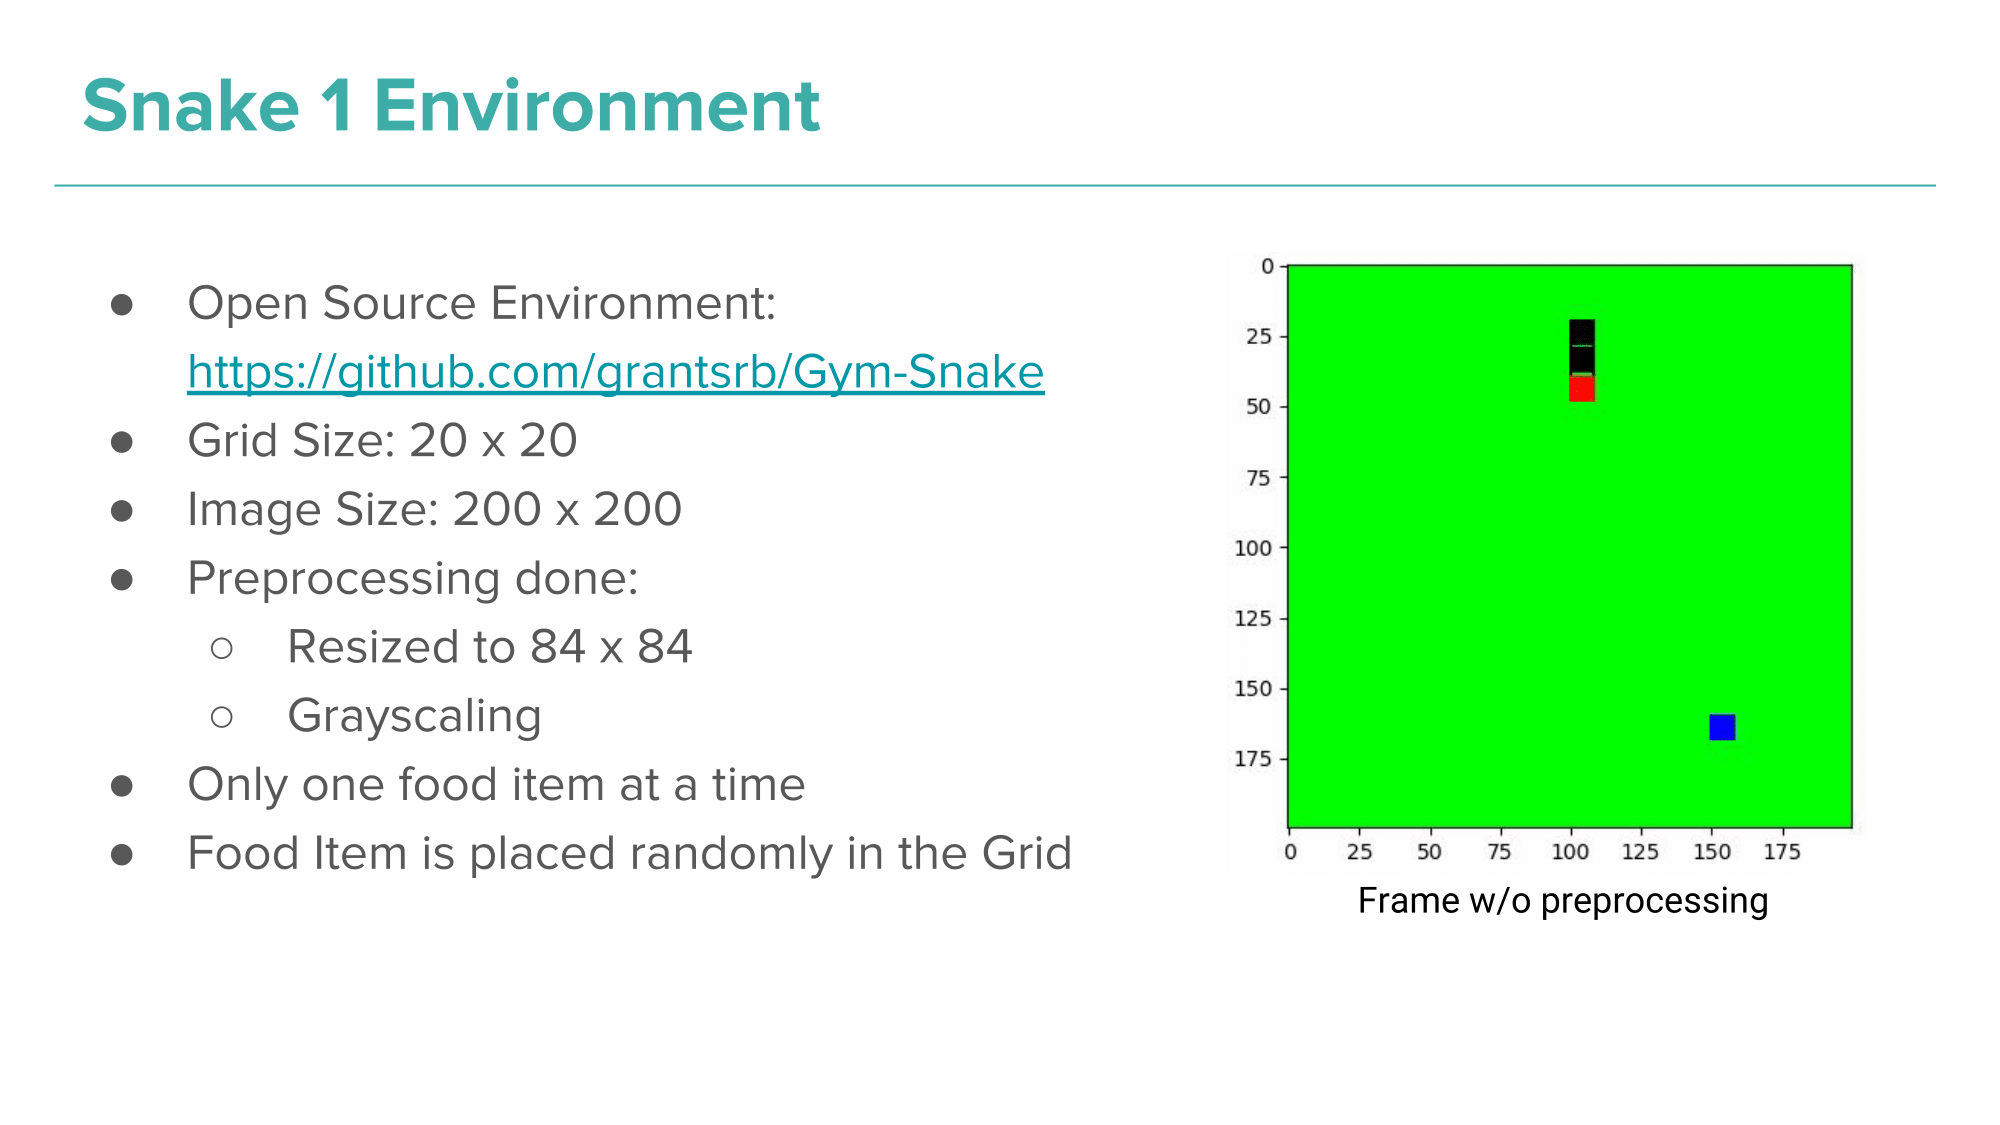 Snake 1 Environment
● Open Source Environment:
https://github.com/grantsrb/Gym-Snake
● Grid Size: 20 x 20
● Image Size: 200 x 200
● Preprocessing done:
○ Resized to 84 x 84
○ Grayscaling
● Only one food item at a time
● Food Item is placed randomly in the Grid
0
25
50
75
100
125
150
175
0 25 50 75 100 125 150 175
Frame w/o preprocessing